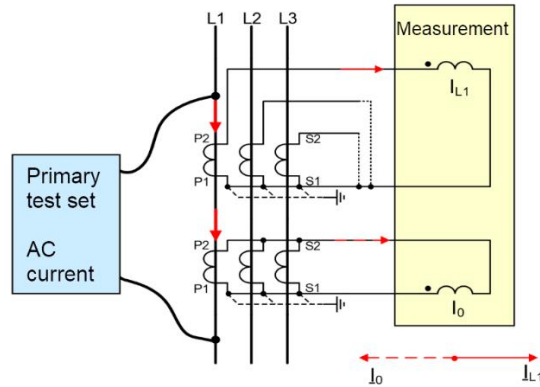 L1 L2 L3
Measurement
I L1
P2 S2
P1 S1
Primary
test set
AC
current
P2 S2
P1 S1
I0
I0 IL1